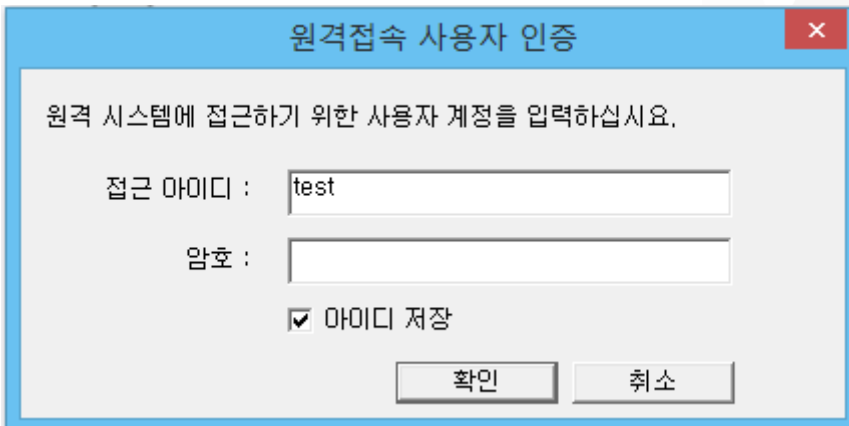 원격접속 사용자 인증
원격 시스템에 접근하기 위한 사용자 계정을 입력하십시요.
접근 아이디 : test
암호 :
아이디 저장
확인 취소